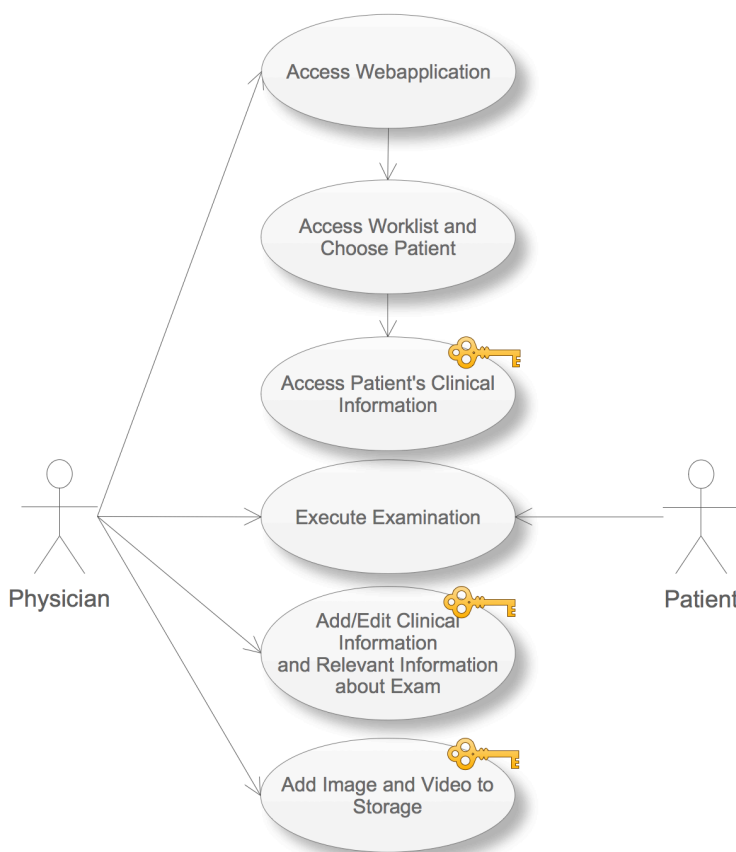 Access Webapplication
Access Worklist and
Choose Patient
Access Patient's Clinical
Information
Execute Examination
Physician
Patient
Add/Edit Clinical
Information
and Relevant Information
about Exam
Add Image and Video to
Storage